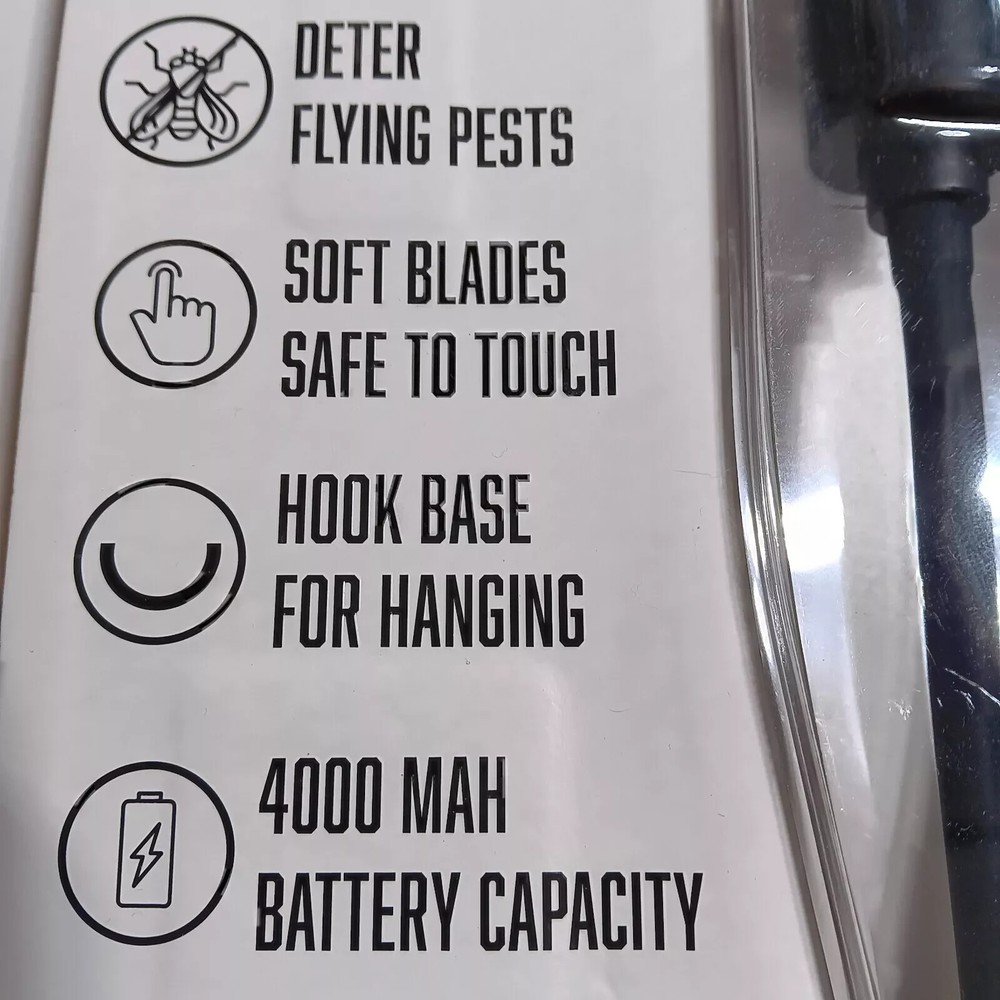 DETER
FLYING PESTS
SOFT BLADES
SAFE TO TOUCH
HOOK BASE
FOR HANGING
4000 MAH
BATTERY CAPACITY